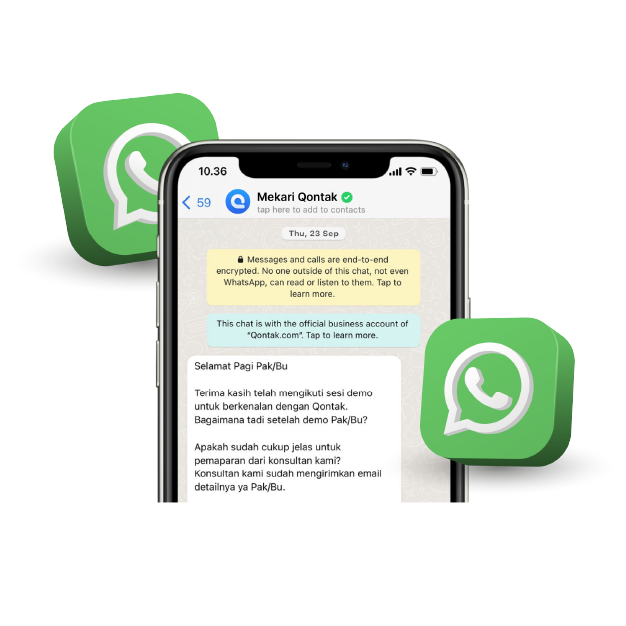 10.36
59
Mekari Qontak
tap here to add to contacts
Thu, 23 Sep
Messages and calls are end-to-end
encrypted. No one outside of this chat, not even
WhatsApp, can read or listen to them. Tap to
learn more.
This chat is with the official business account of
“Qontak.com”. Tap to learn more.
Selamat Pagi Pak/Bu
Terima kasih telah mengikuti sesi demo
untuk berkenalan dengan Qontak.
Bagaimana tadi setelah demo Pak/Bu?
Apakah sudah cukup jelas untuk
pemaparan dari konsultan kami?
Konsultan kami sudah mengirimkan email
detailnya ya Pak/Bu.